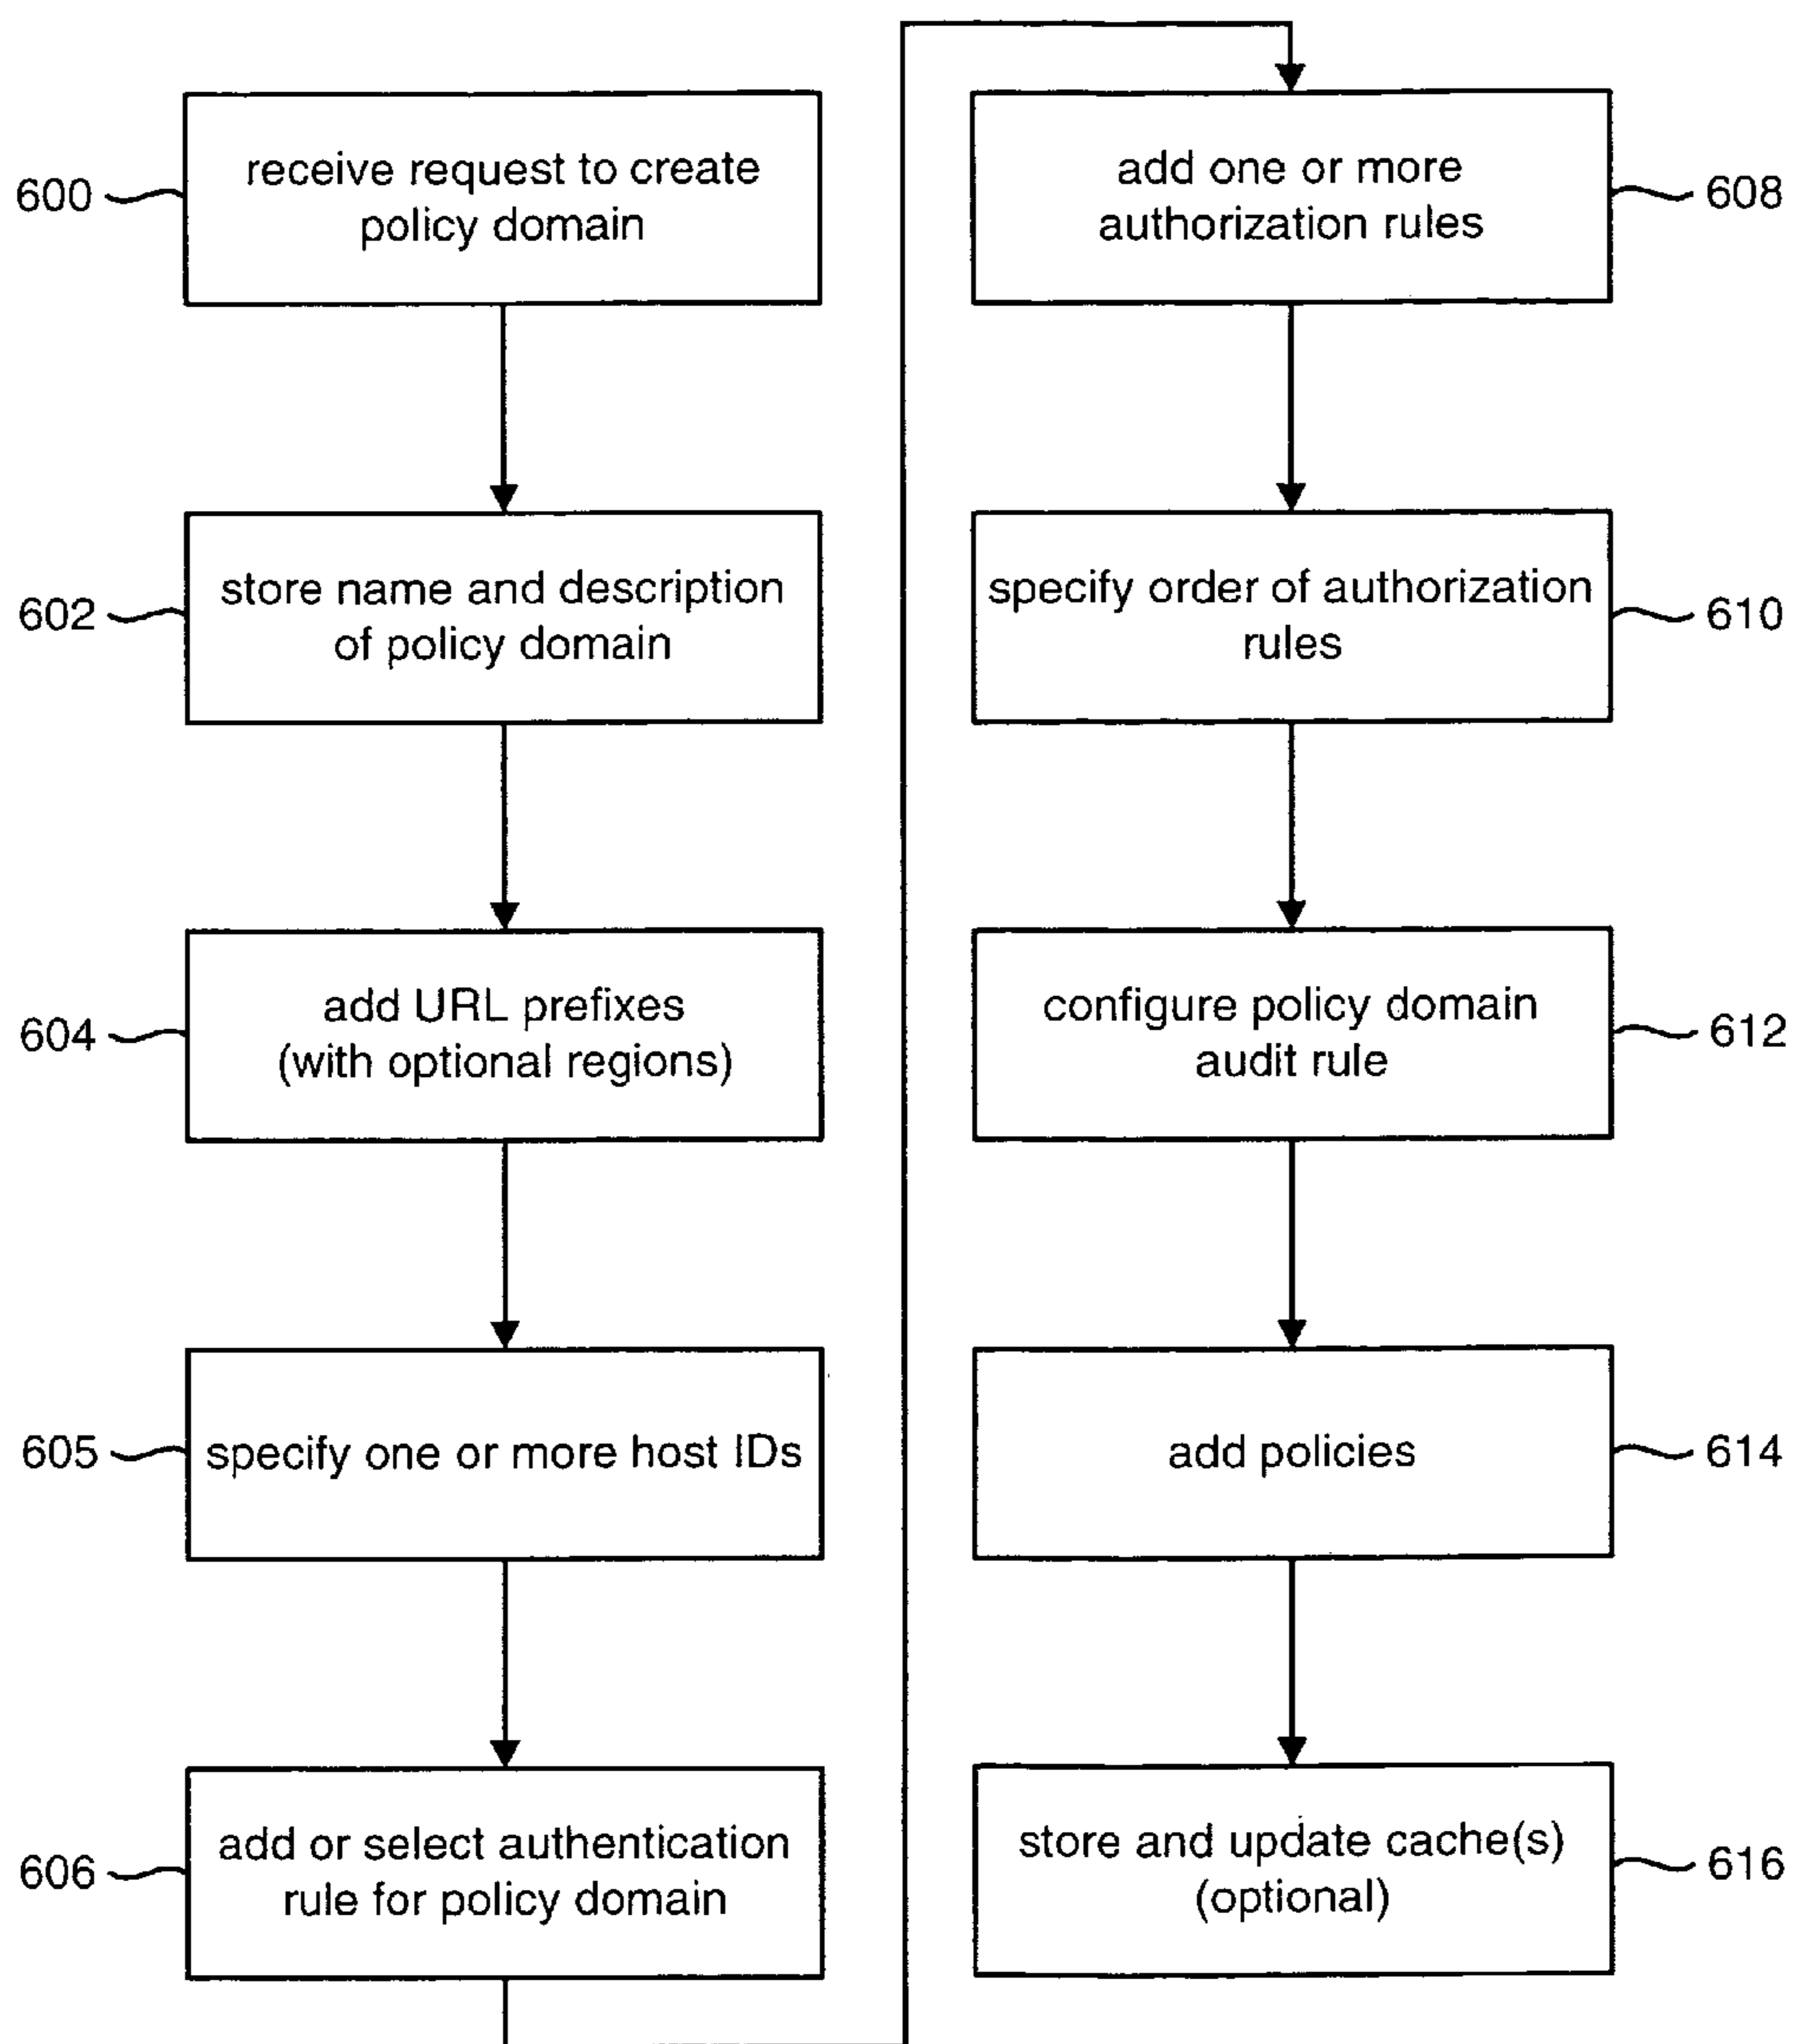 600
receive request to create
policy domain
602
store name and description
of policy domain
604
add URL prefixes
(with optional regions)
605
specify one or more host IDs
606
add or select authentication
rule for policy domain
add one or more
authorization rules
608
specify order of authorization
rules
610
configure policy domain
audit rule
612
add policies
614
store and update cache(s)
(optional)
616